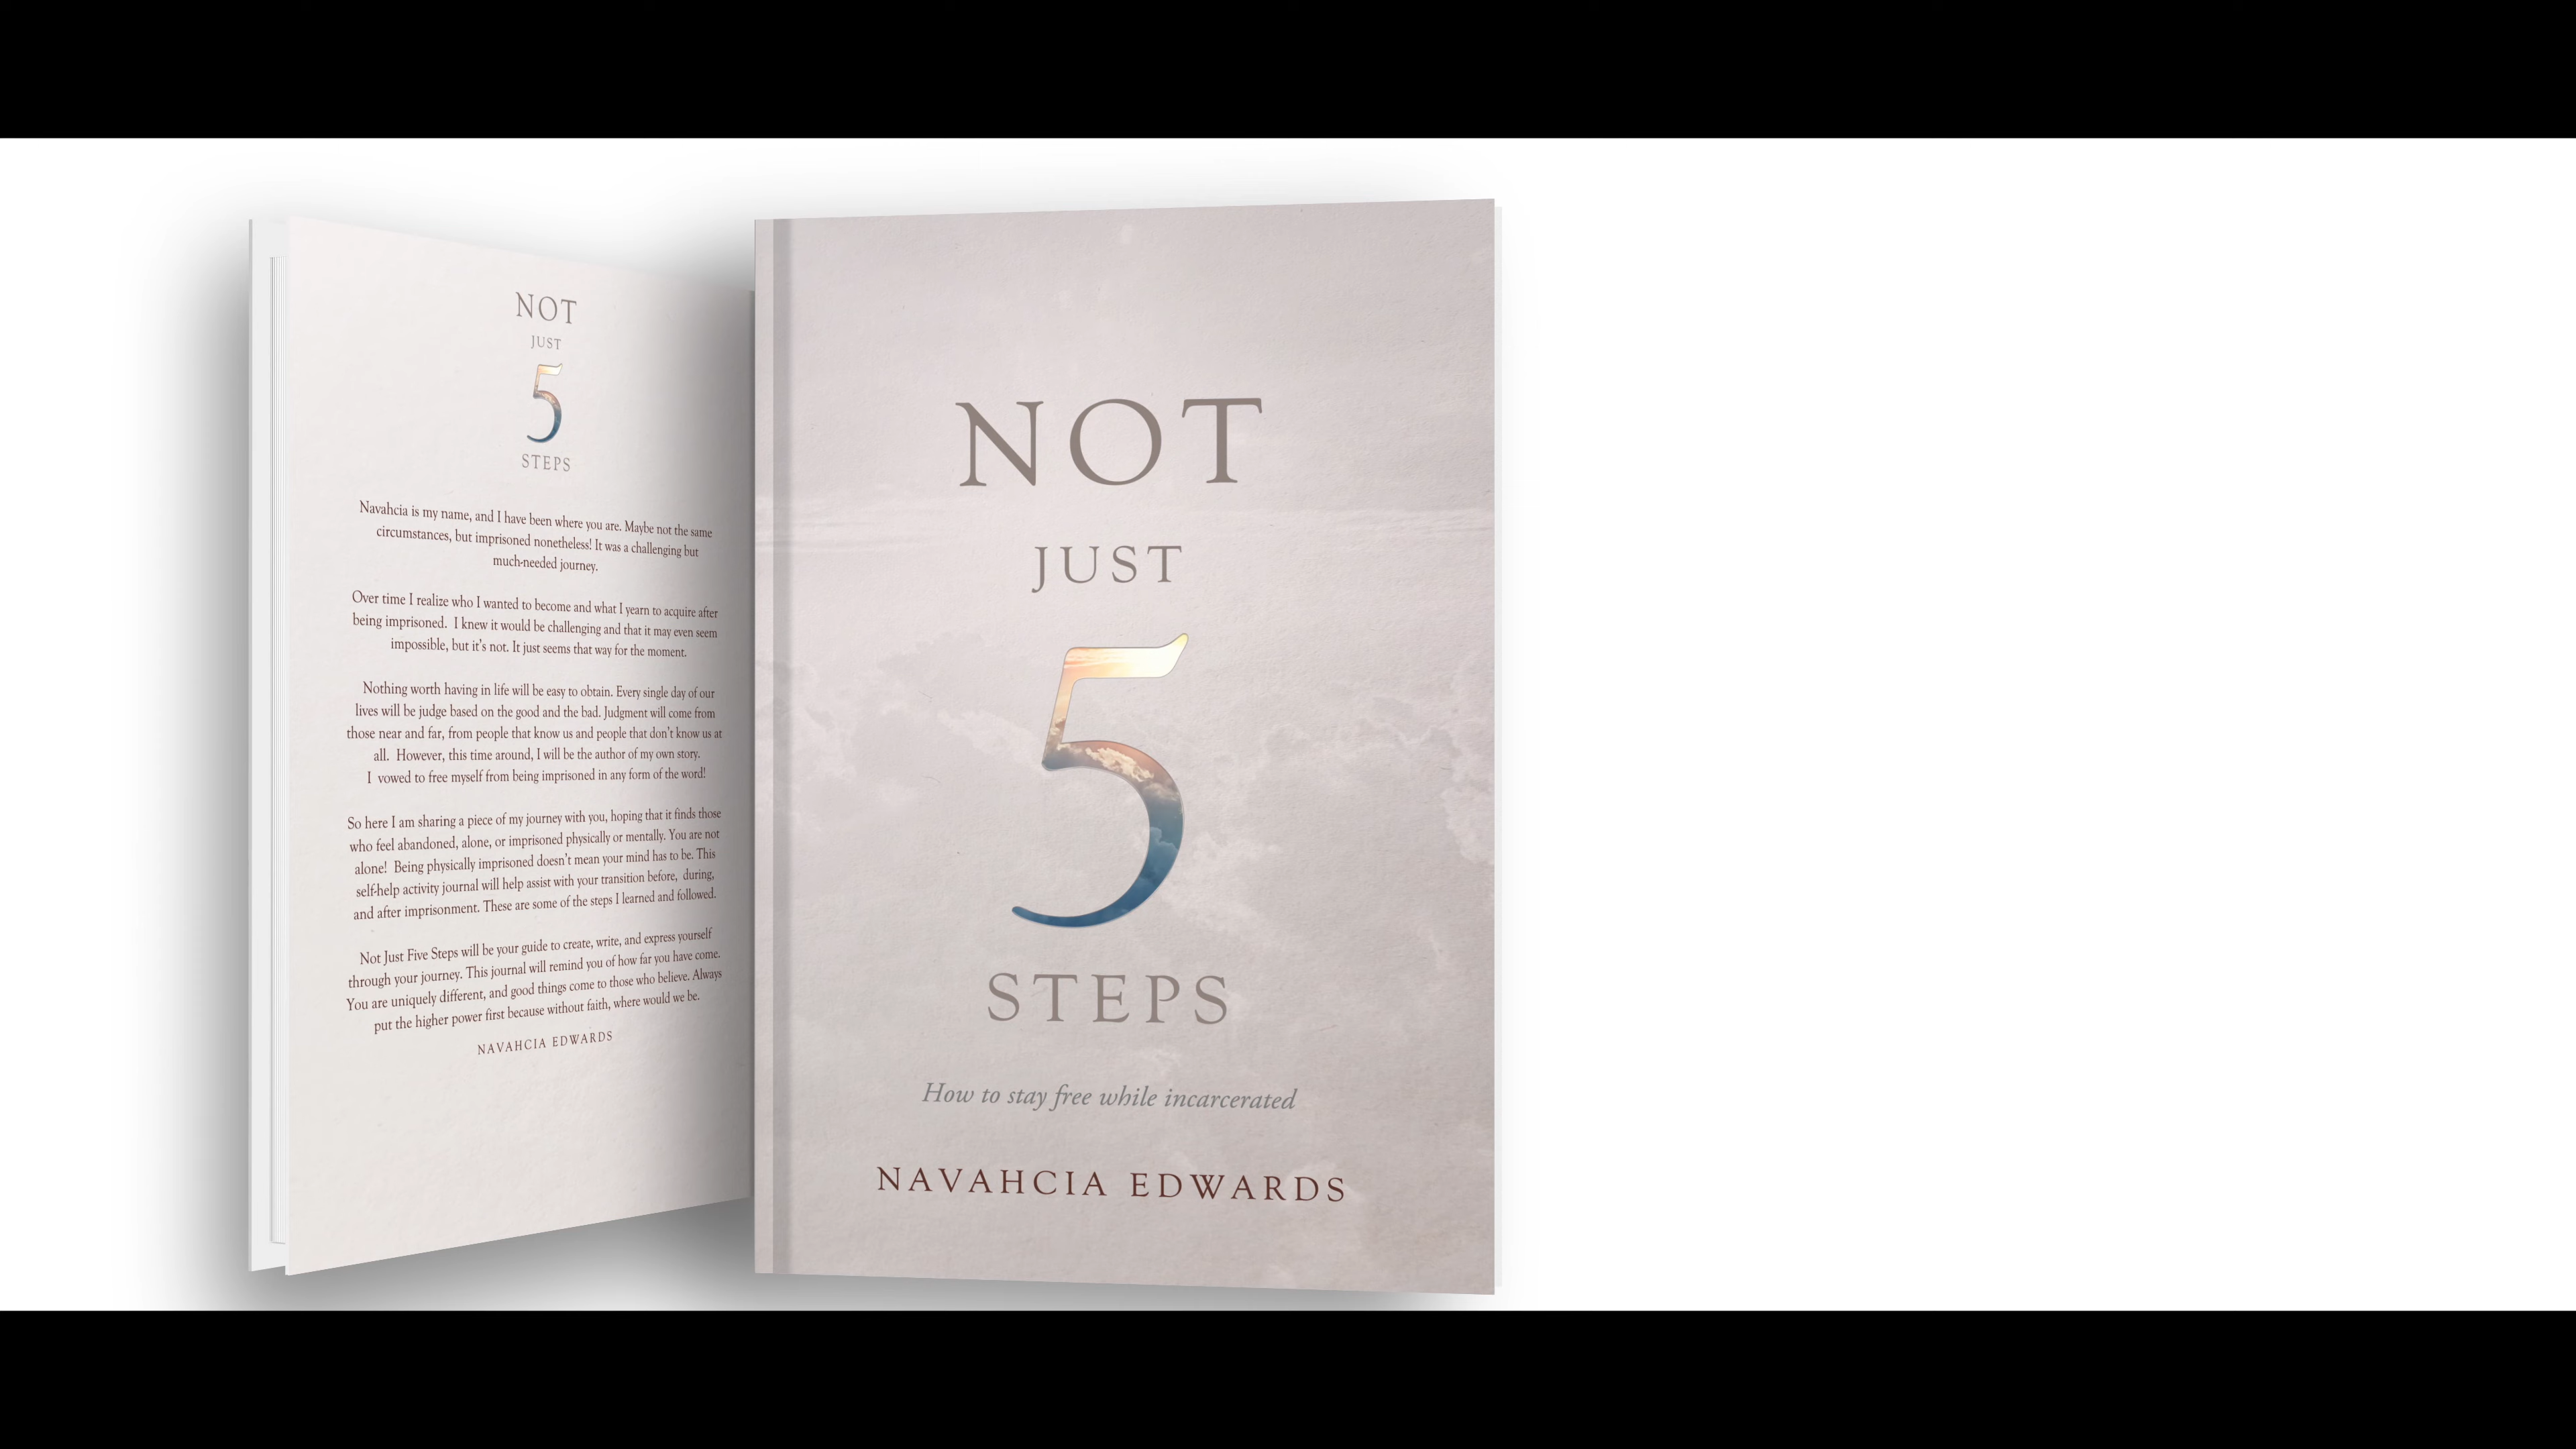 NOT
JUST
5
STEPS
Navahcia is my name, and I have been where you are. Maybe not the same
circumstances, but imprisoned nonetheless! It was a challenging but
much-needed journey.
Over time I realize who I wanted to become and what I yearn to acquire after
being imprisoned. I knew it would be challenging and that it may even seem
impossible, but it's not. It just seems that way for the moment.
Nothing worth having in life will be easy to obtain. Every single day of our
lives will be judge based on the good and the bad. Judgment will come from
those near and far, from people that know us and people that don't know us at
all. However, this time around, I will be the author of my own story.
I vowed to free myself from being imprisoned in any form of the word!
So here I am sharing a piece of my journey with you, hoping that it finds those
who feel abandoned, alone, or imprisoned physically or mentally. You are not
alone! Being physically imprisoned doesn't mean your mind has to be. This
self-help activity journal will help assist with your transition before, during,
and after imprisonment. These are some of the steps I learned and followed.
Not Just Five Steps will be your guide to create, write, and express yourself
through your journey. This journal will remind you of how far you have come.
You are uniquely different, and good things come to those who believe. Always
put the higher power first because without faith, where would we be.
NAVAHCIA EDWARDS
NOT
JUST
5
STEPS
How to stay free while incarcerated
NAVAHCIA EDWARDS